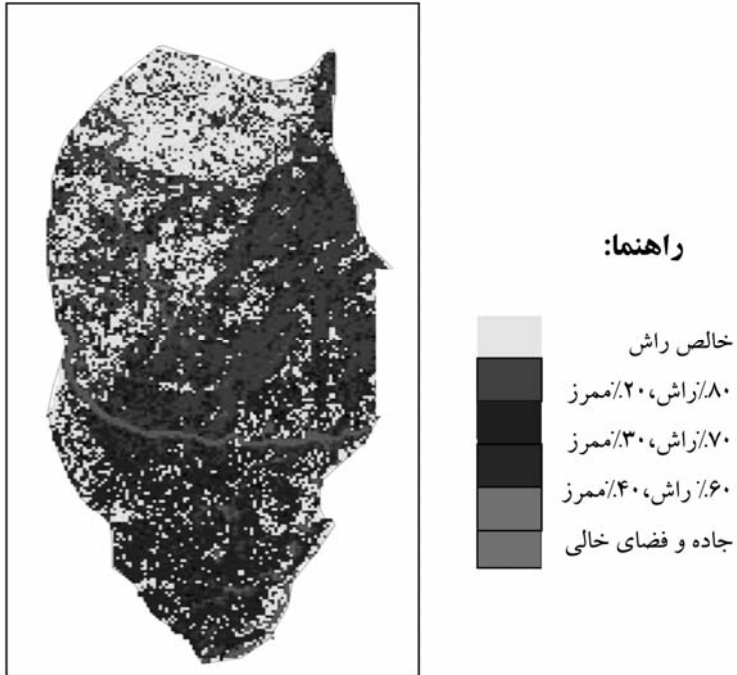 راهنما:
خالص راش
۸۰٪راش،۲۰٪ممرز
۷۰٪راش،۳۰٪ممرز
۶۰٪ راش،۴۰٪ممرز
جاده و فضای خالی